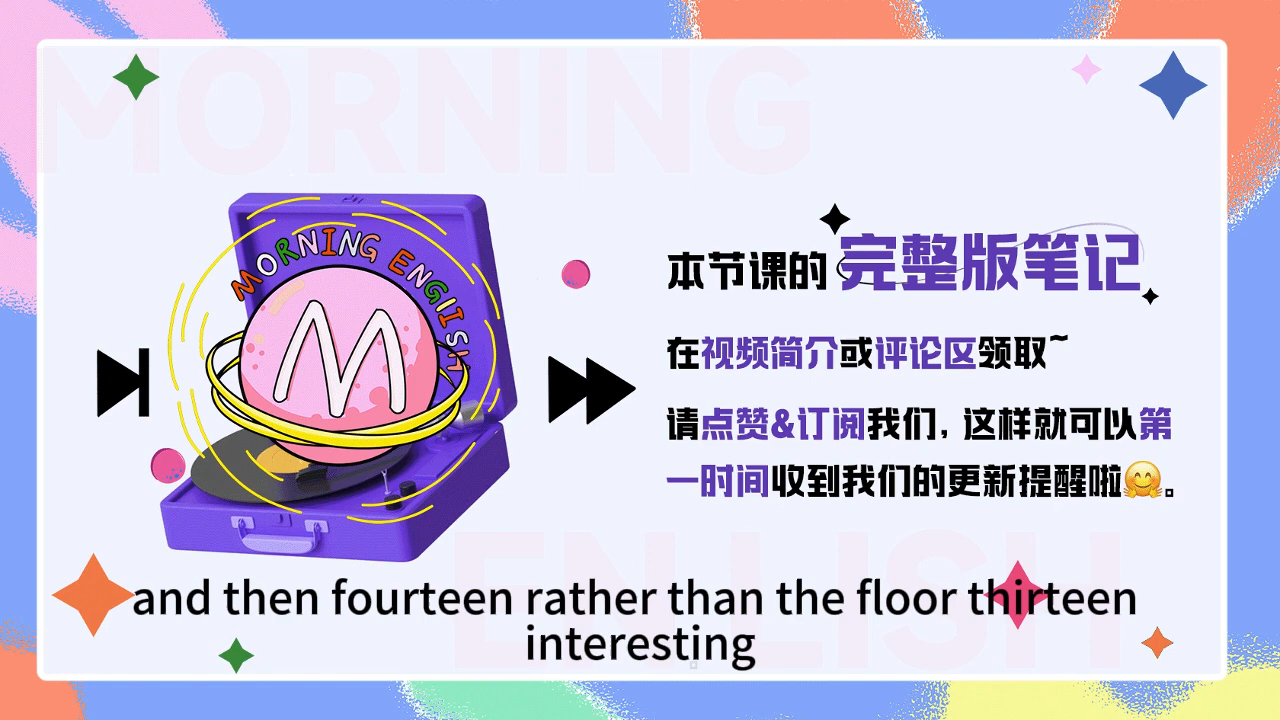 MORNING
MORNING ENGlISH
M
本节课的 完整版笔记
在视频简介或评论区领取~
请点赞&订阅我们，这样就可以第
一时间收到我们的更新提醒啦🤗。
and then fourteen rather than the floor thirteen
interesting